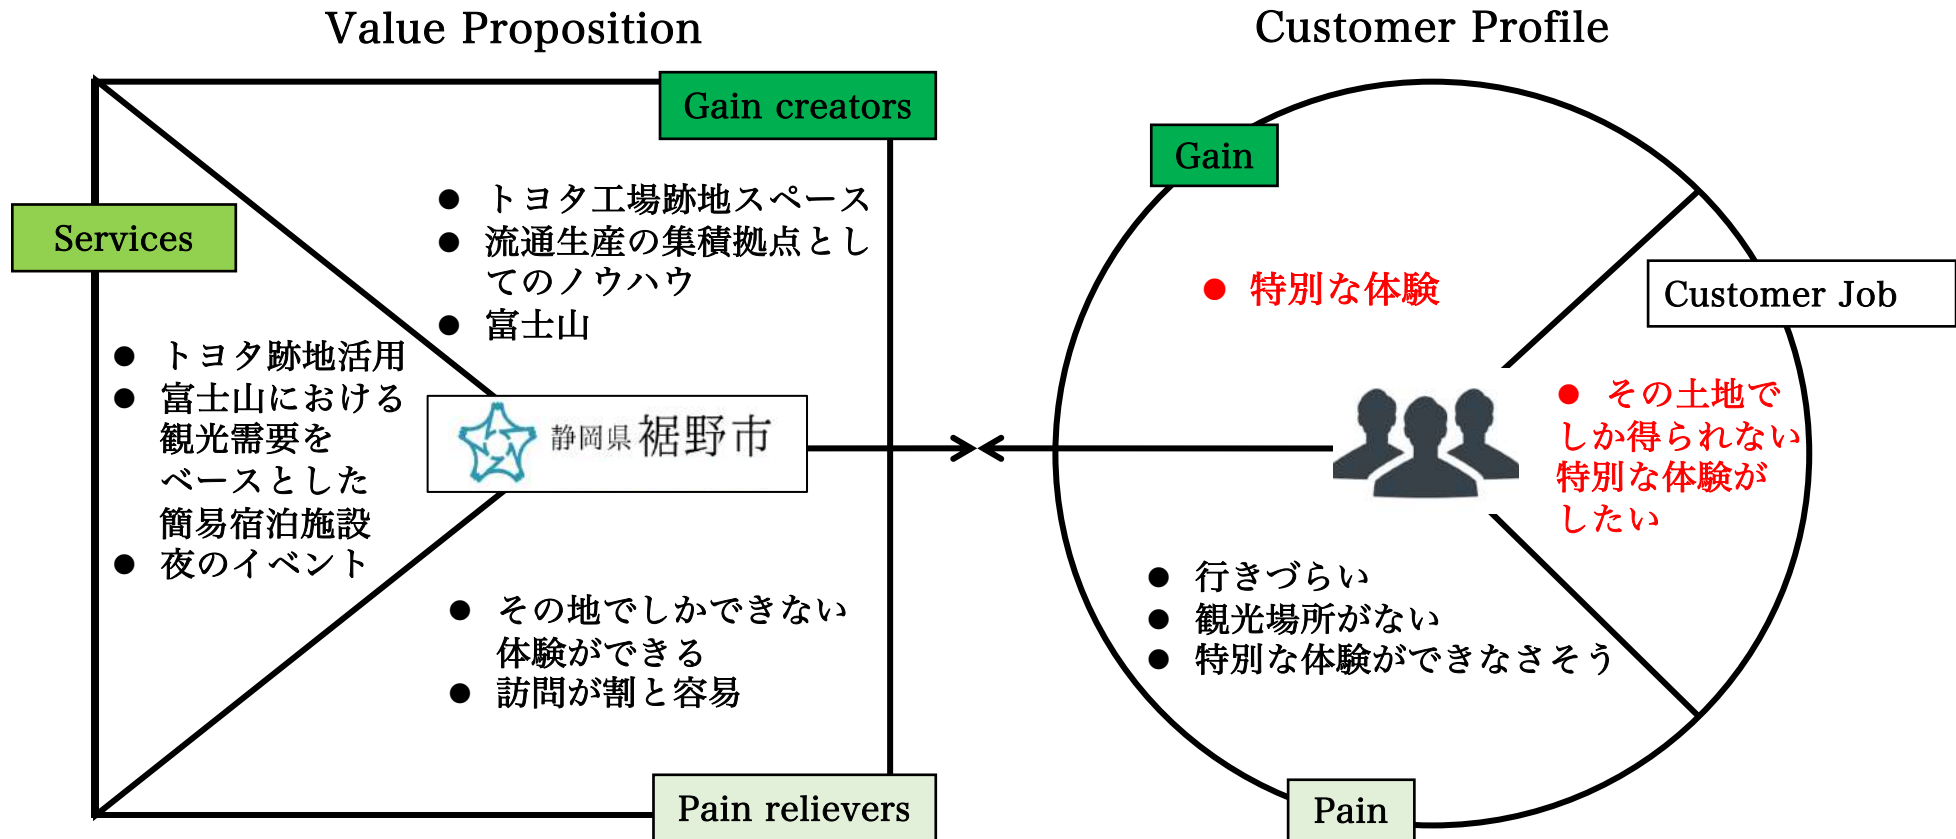 Value Proposition
Gain creators
Services
● トヨタ工場跡地スペース
● 流通生産の集積拠点とし
てのノウハウ
● 富士山
● トヨタ跡地活用
● 富士山における
観光需要を
ベースとした
簡易宿泊施設
● 夜のイベント
静岡県 裾野市
● その地でしかできない
体験ができる
● 訪問が割と容易
Pain relievers
Customer Profile
Gain
● 特別な体験
Customer Job
● その土地で
しか得られない
特別な体験が
したい
● 行きづらい
● 観光場所がない
● 特別な体験ができなさそう
Pain